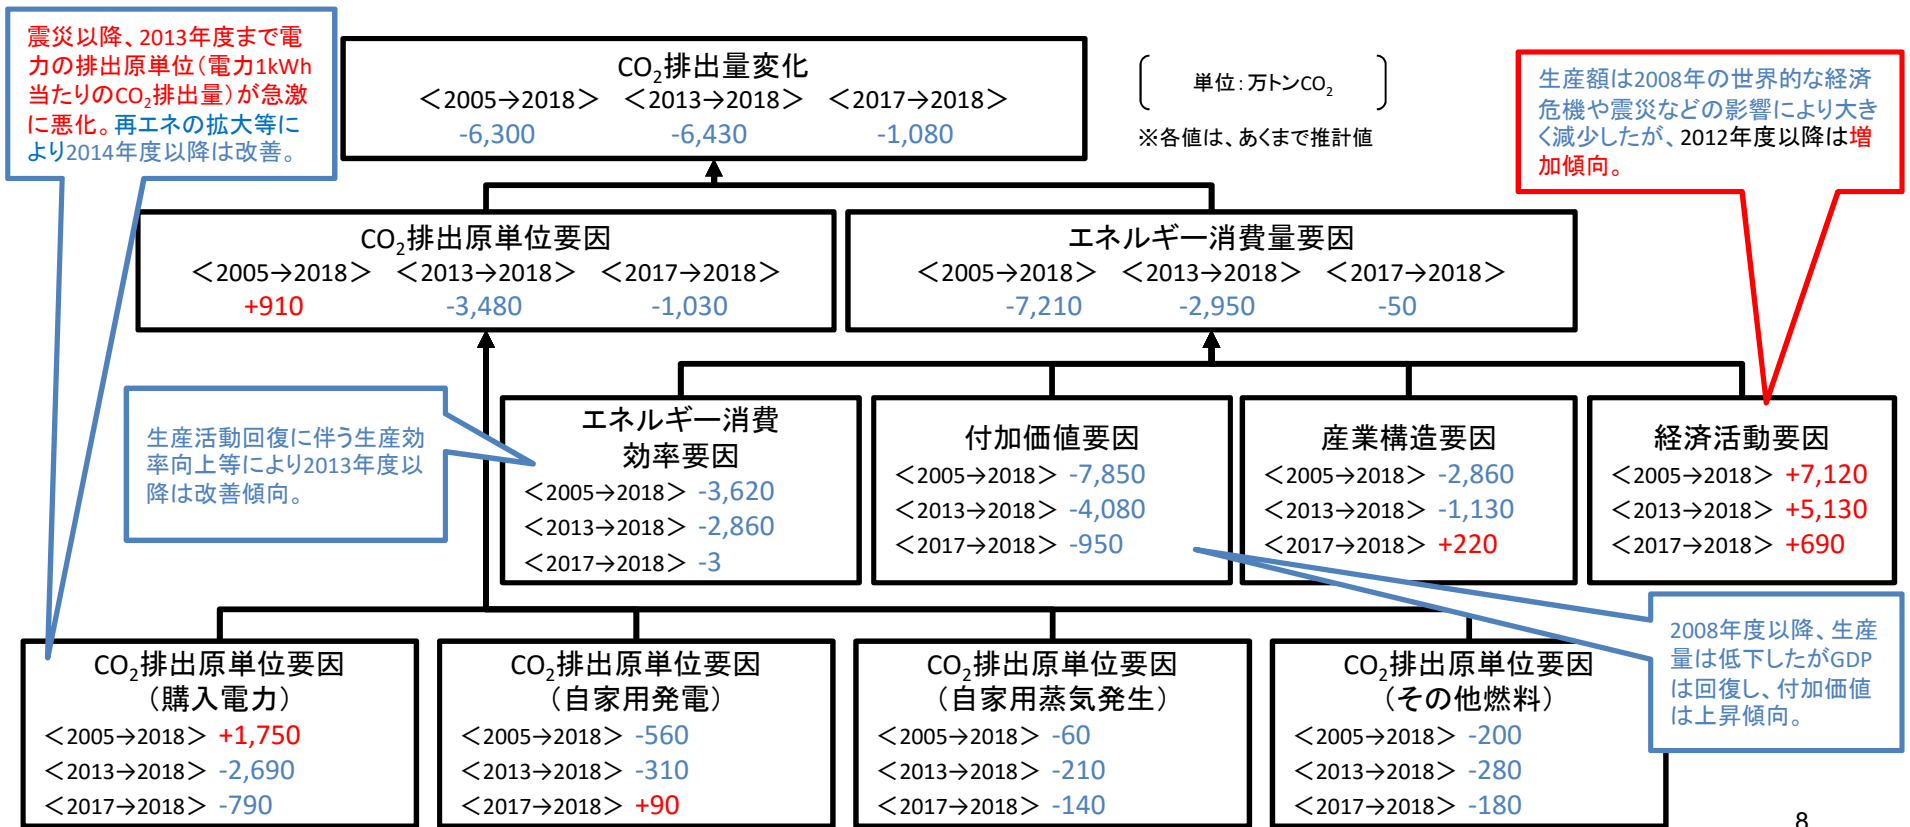 震災以降、2013年度まで電
力の排出原単位（電力1kWh
当たりのCO2排出量）が急激
に悪化。再エネの拡大等に
より2014年度以降は改善。
CO2排出量変化
＜2005→2018＞ ＜2013→2018＞ ＜2017→2018＞
-6,300 -6,430 -1,080
単位：万トンCO2
※各値は、あくまで推計値
生産額は2008年の世界的な経済
危機や震災などの影響により大き
く減少したが、2012年度以降は増
加傾向。
CO2排出原単位要因
＜2005→2018＞ ＜2013→2018＞ ＜2017→2018＞
+910 -3,480 -1,030
エネルギー消費量要因
＜2005→2018＞ ＜2013→2018＞ ＜2017→2018＞
-7,210 -2,950 -50
生産活動回復に伴う生産効
率向上等により2013年度以
降は改善傾向。
エネルギー消費
効率要因
＜2005→2018＞ -3,620
＜2013→2018＞ -2,860
＜2017→2018＞ -3
付加価値要因
＜2005→2018＞ -7,850
＜2013→2018＞ -4,080
＜2017→2018＞ -950
産業構造要因
＜2005→2018＞ -2,860
＜2013→2018＞ -1,130
＜2017→2018＞ +220
経済活動要因
＜2005→2018＞ +7,120
＜2013→2018＞ +5,130
＜2017→2018＞ +690
2008年度以降、生産
量は低下したがGDP
は回復し、付加価値
は上昇傾向。
CO2排出原単位要因
（購入電力）
＜2005→2018＞ +1,750
＜2013→2018＞ -2,690
＜2017→2018＞ -790
CO2排出原単位要因
（自家用発電）
＜2005→2018＞ -560
＜2013→2018＞ -310
＜2017→2018＞ +90
CO2排出原単位要因
（自家用蒸気発生）
＜2005→2018＞ -60
＜2013→2018＞ -210
＜2017→2018＞ -140
CO2排出原単位要因
（その他燃料）
＜2005→2018＞ -200
＜2013→2018＞ -280
＜2017→2018＞ -180
8